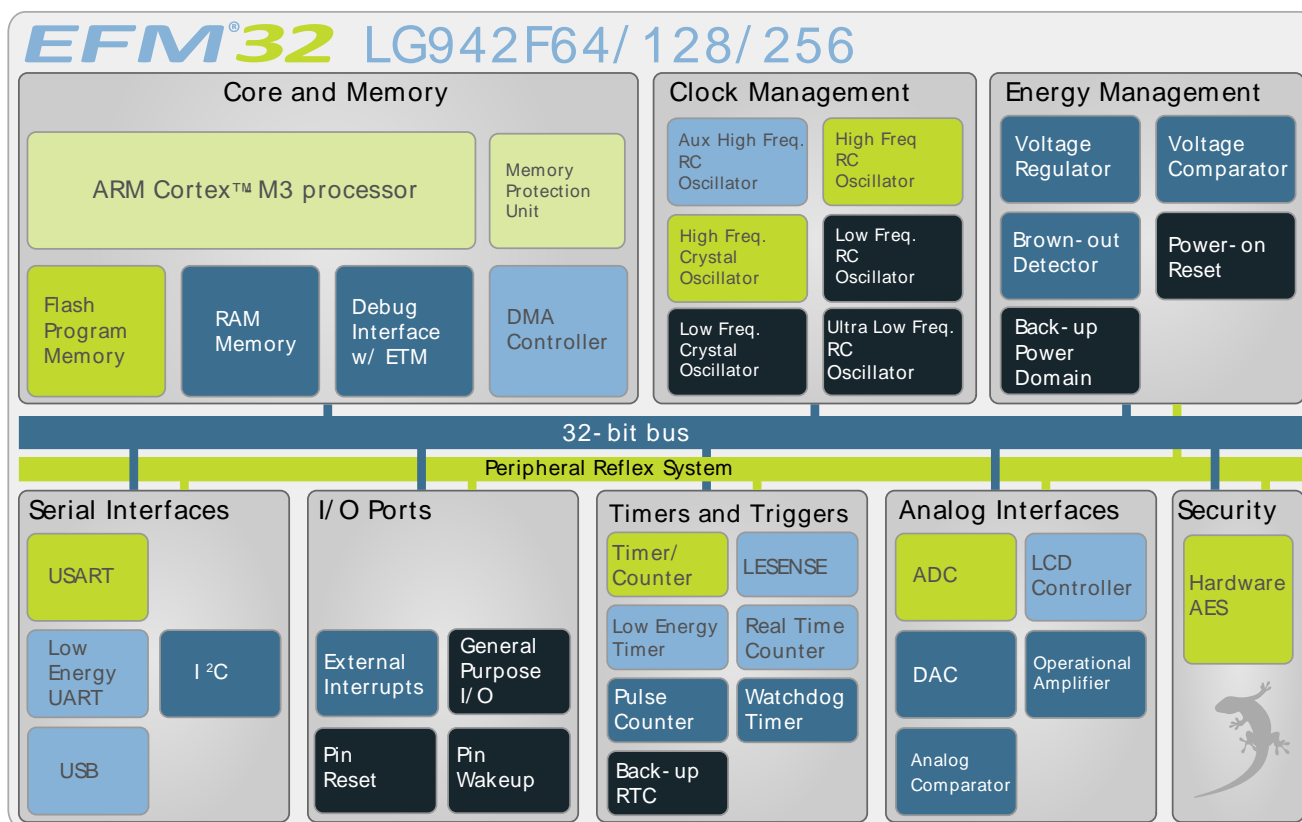 EFM®32 LG942F64/128/256
Core and Memory
ARM Cortex™ M3 processor
Memory
Protection
Unit
Flash
Program
Memory
RAM
Memory
Debug
Interface
w/ ETM
DMA
Controller
Clock Management
Aux High Freq.
RC
Oscillator
High Freq
RC
Oscillator
High Freq.
Crystal
Oscillator
Low Freq.
RC
Oscillator
Low Freq.
Crystal
Oscillator
Ultra Low Freq.
RC
Oscillator
Energy Management
Voltage
Regulator
Voltage
Comparator
Brown-out
Detector
Power-on
Reset
Back-up
Power
Domain
32-bit bus
Peripheral Reflex System
Serial Interfaces
USART
Low
Energy
UART
I²C
USB
I/O Ports
External
Interrupts
General
Purpose
I/O
Pin
Reset
Pin
Wakeup
Timers and Triggers
Timer/
Counter
LESENSE
Low Energy
Timer
Real Time
Counter
Pulse
Counter
Watchdog
Timer
Back-up
RTC
Analog Interfaces
ADC
LCD
Controller
DAC
Operational
Amplifier
Analog
Comparator
Security
Hardware
AES